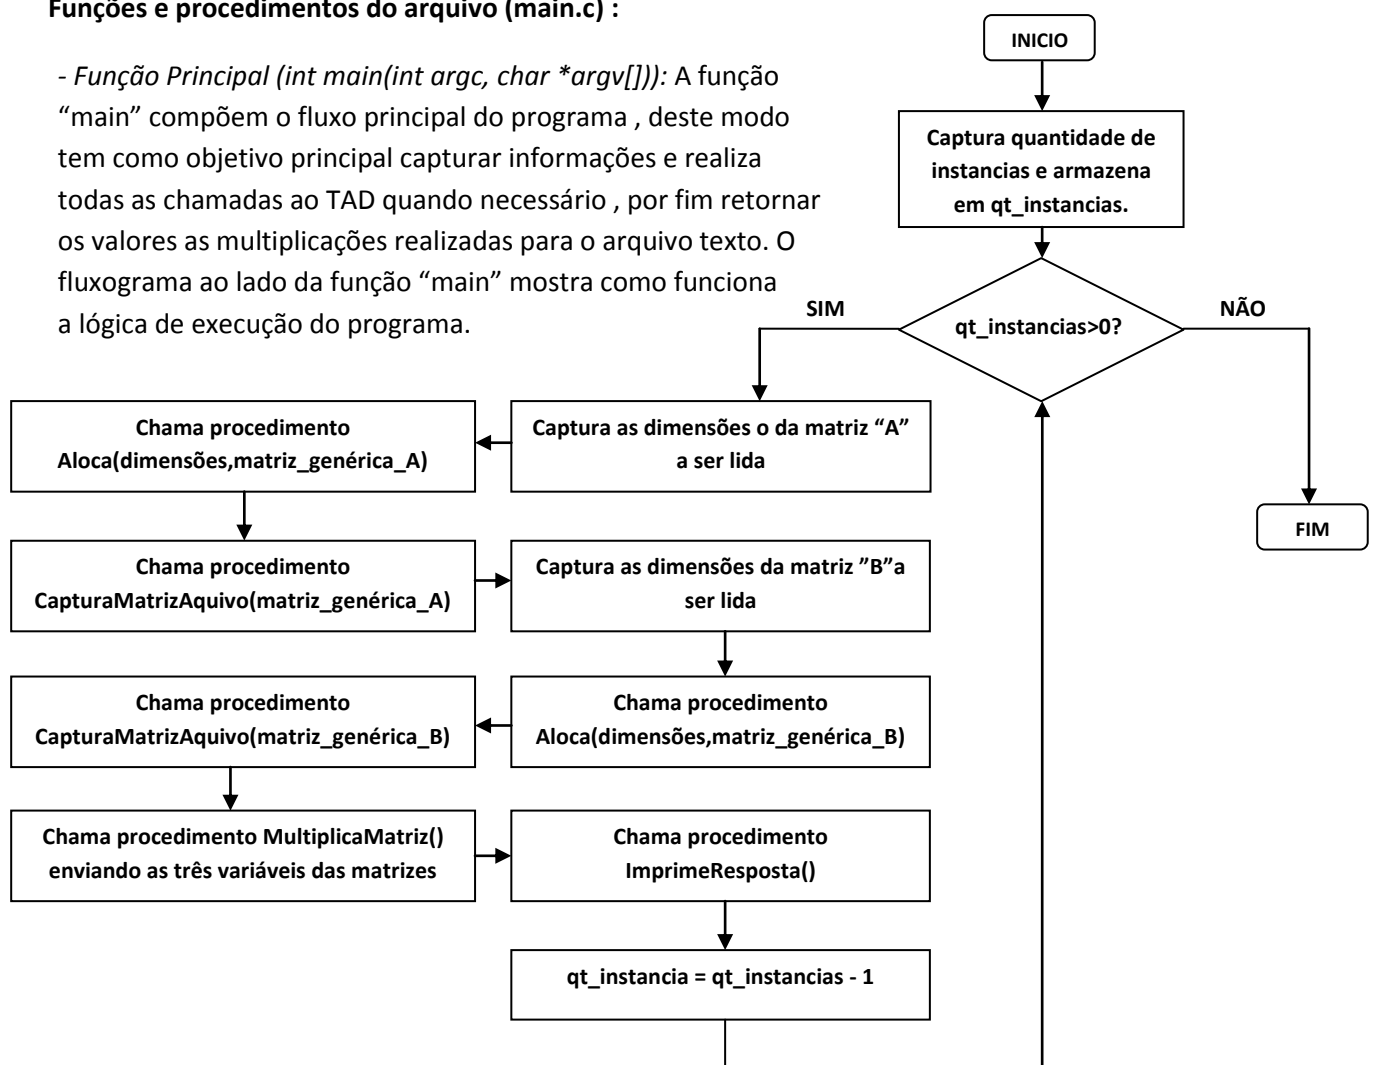 Funções e procedimentos do arquivo (main.c) :
- Função Principal (int main(int argc, char *argv[])): A função
“main” compõem o fluxo principal do programa , deste modo
tem como objetivo principal capturar informações e realiza
todas as chamadas ao TAD quando necessário , por fim retornar
os valores as multiplicações realizadas para o arquivo texto. O
fluxograma ao lado da função “main” mostra como funciona
a lógica de execução do programa.
INICIO
Captura quantidade de
instancias e armazena
em qt_instancias.
qt_instancias>0?
SIM
NÃO
FIM
Captura as dimensões o da matriz “A”
a ser lida
Chama procedimento
Aloca(dimensões,matriz_genérica_A)
Chama procedimento
CapturaMatrizAquivo(matriz_genérica_A)
Captura as dimensões da matriz ”B”a
ser lida
Chama procedimento
Aloca(dimensões,matriz_genérica_B)
Chama procedimento
CapturaMatrizAquivo(matriz_genérica_B)
Chama procedimento MultiplicaMatriz()
enviando as três variáveis das matrizes
Chama procedimento
ImprimeResposta()
qt_instancia = qt_instancias - 1